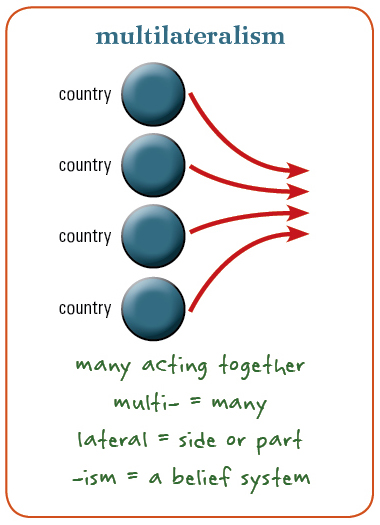 multilateralism
country
country
country
country
many acting together
multi- = many
lateral = side or part
-ism = a belief system